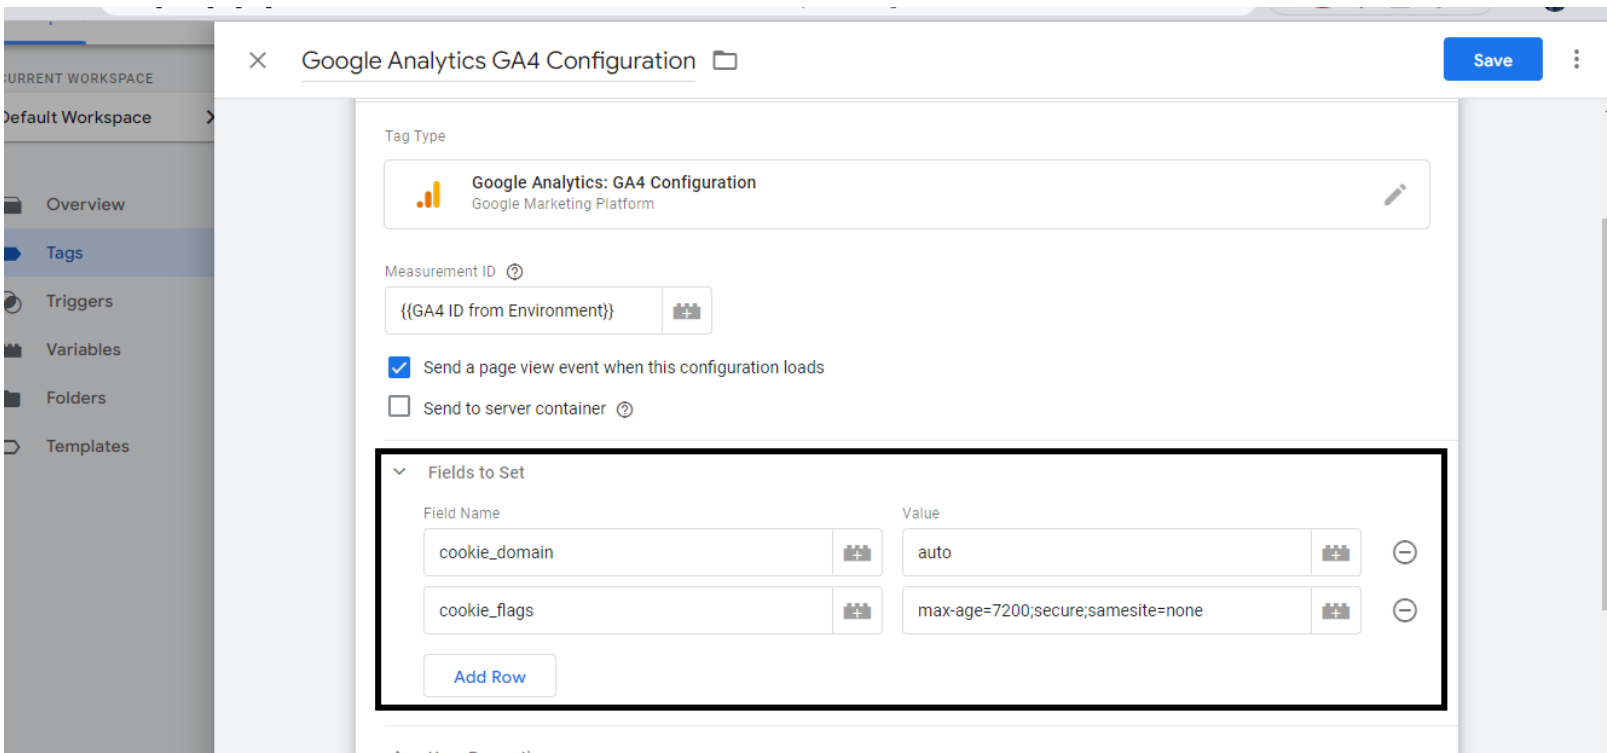 Google Analytics GA4 Configuration
Save
CURRENT WORKSPACE
Default Workspace
Overview
Tags
Triggers
Variables
Folders
Templates
Tag Type
Google Analytics: GA4 Configuration
Google Marketing Platform
Measurement ID
{{GA4 ID from Environment}}
Send a page view event when this configuration loads
Send to server container
Fields to Set
Field Name Value
cookie_domain auto
cookie_flags max-age=7200;secure;samesite=none
Add Row